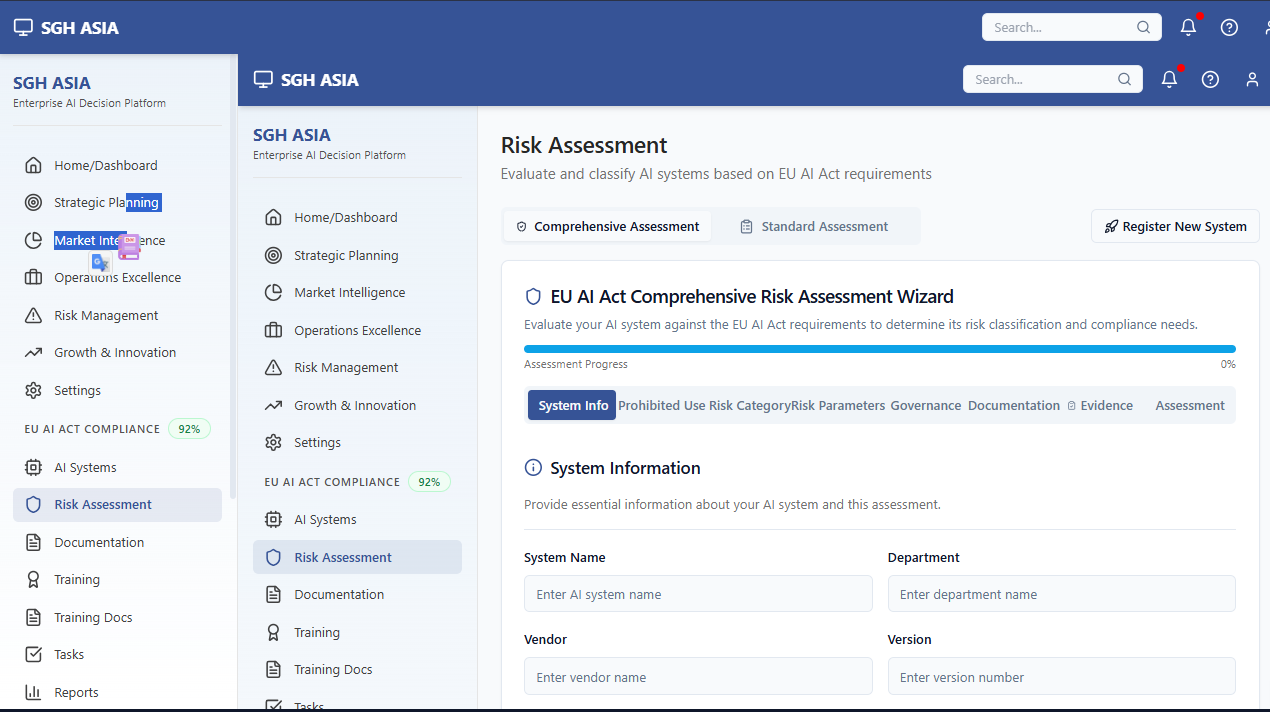 SGH ASIA
Search...
SGH ASIA
Enterprise AI Decision Platform
Home/Dashboard
Strategic Planning
Market Intelligence
Operations Excellence
Risk Management
Growth & Innovation
Settings
EU AI ACT COMPLIANCE 92%
AI Systems
Risk Assessment
Documentation
Training
Training Docs
Tasks
Reports
SGH ASIA
Search...
SGH ASIA
Enterprise AI Decision Platform
Home/Dashboard
Strategic Planning
Market Intelligence
Operations Excellence
Risk Management
Growth & Innovation
Settings
EU AI ACT COMPLIANCE 92%
AI Systems
Risk Assessment
Documentation
Training
Training Docs
Tasks
Risk Assessment
Evaluate and classify AI systems based on EU AI Act requirements
Comprehensive Assessment Standard Assessment Register New System
EU AI Act Comprehensive Risk Assessment Wizard
Evaluate your AI system against the EU AI Act requirements to determine its risk classification and compliance needs.
Assessment Progress 0%
System Info Prohibited Use Risk Category Risk Parameters Governance Documentation Evidence Assessment
System Information
Provide essential information about your AI system and this assessment.
System Name Department
Enter AI system name Enter department name
Vendor Version
Enter vendor name Enter version number